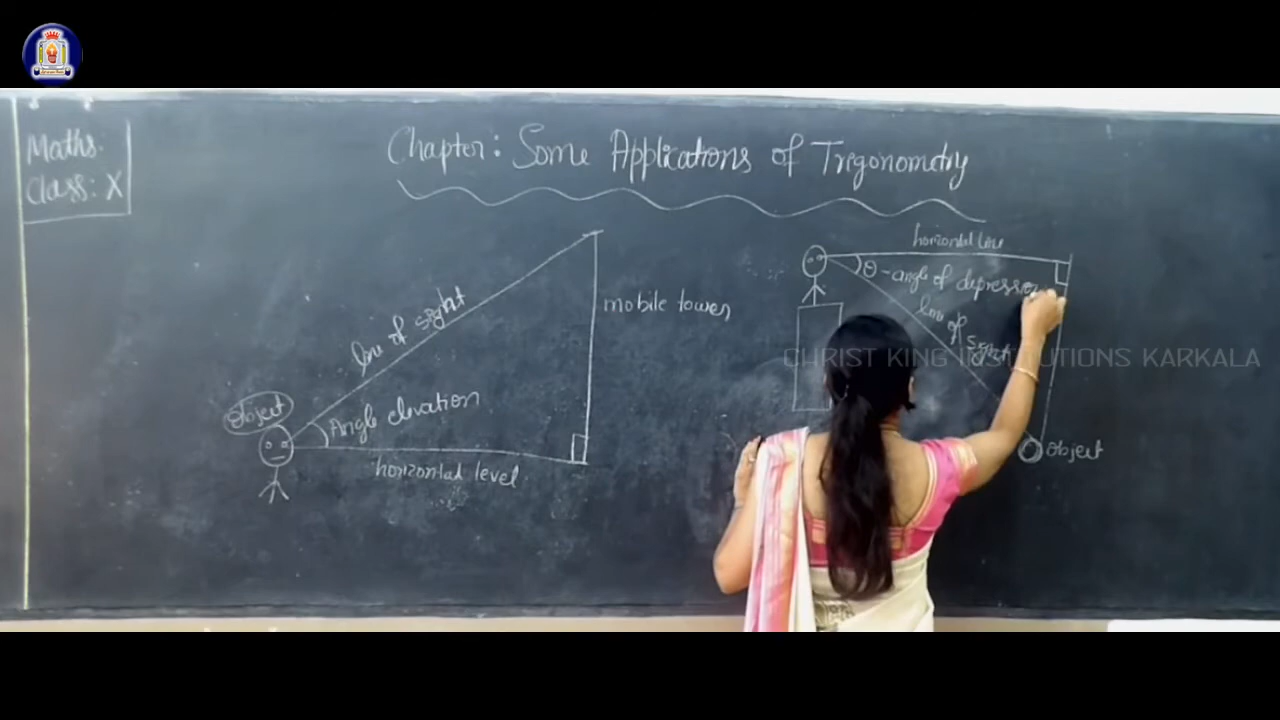 Maths.
Class: X
Chapter: Some Applications of Trigonometry
line of sight
mobile tower
Object
Angle elevation
horizontal level
horizontal line
θ - angle of depression
line of sight
object
CHRIST KING INSTITUTIONS KARKALA